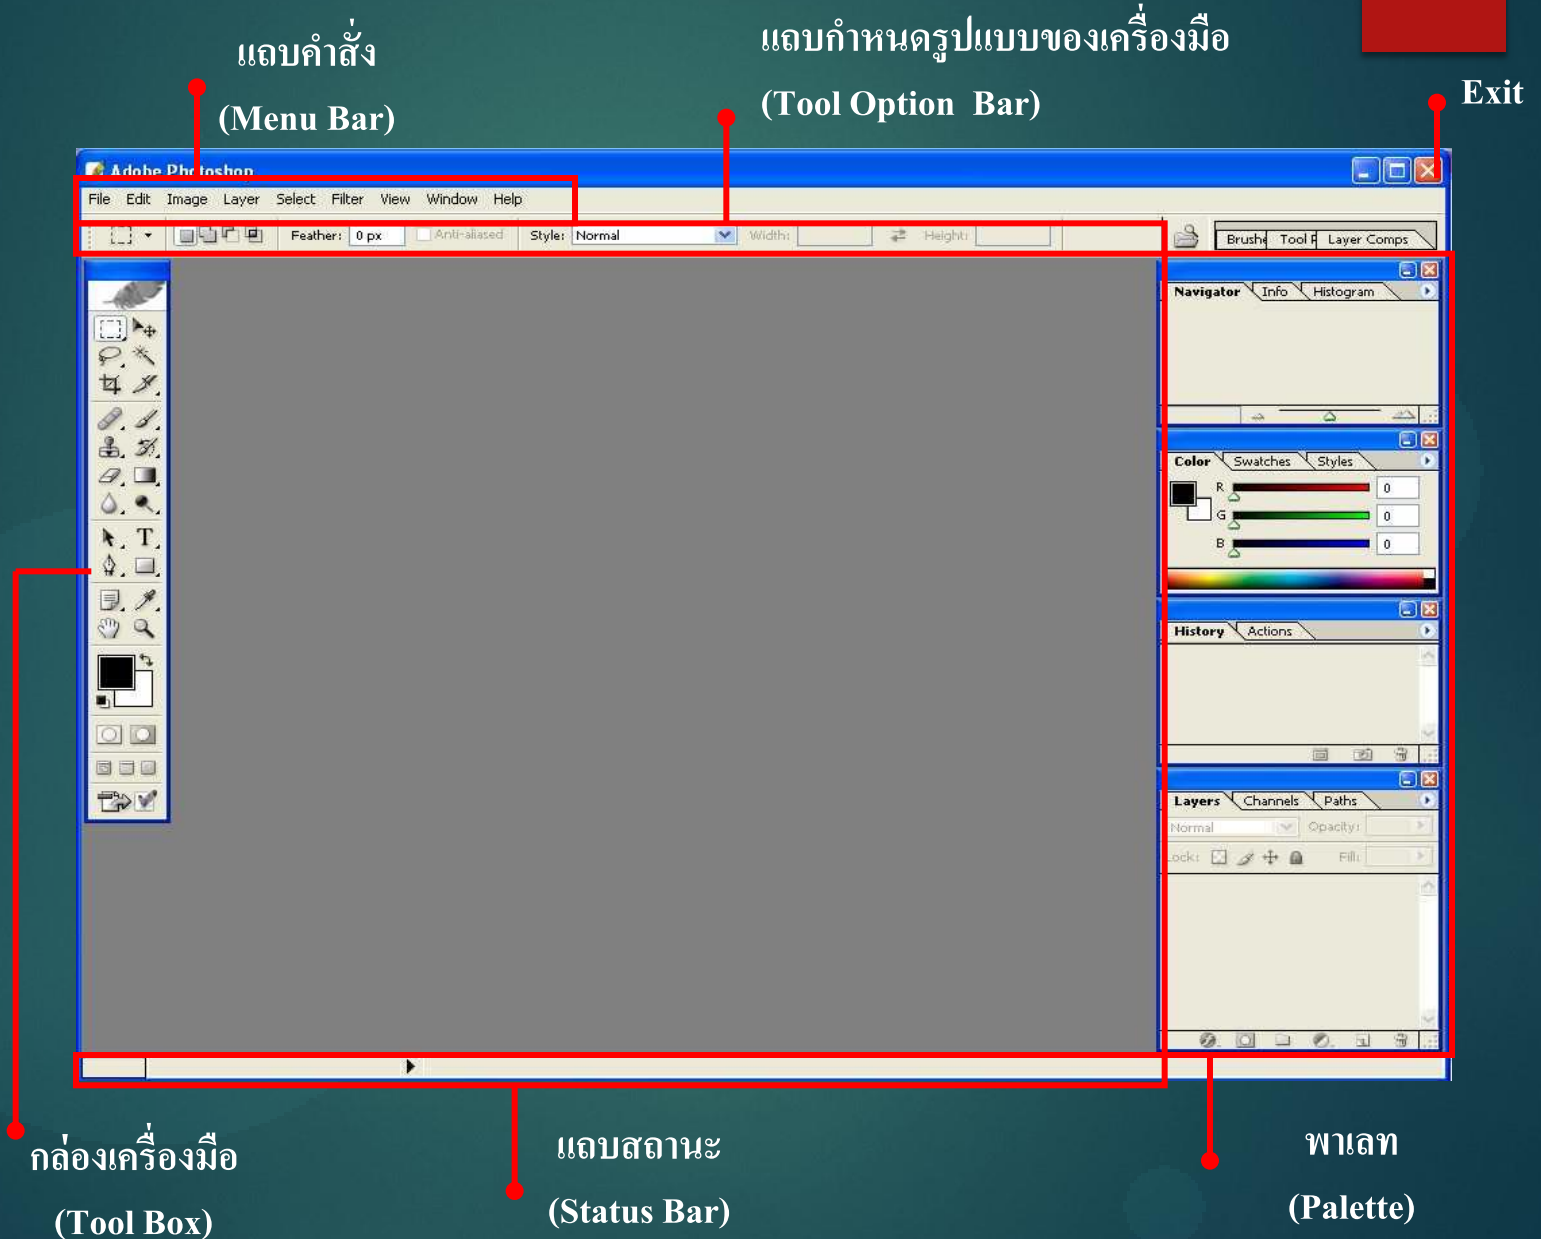 แถบคำสั่ง
(Menu Bar)
แถบกำหนดรูปแบบของเครื่องมือ
(Tool Option Bar)
Exit
Adobe Photoshop
File Edit Image Layer Select Filter View Window Help
Feather: 0 px Anti-aliased Style: Normal Width: Height:
Brushe Tool P Layer Comps
Navigator Info Histogram
Color Swatches Styles
R 0
G 0
B 0
History Actions
Layers Channels Paths
Normal Opacity:
Lock: Fill:
T
กล่องเครื่องมือ
(Tool Box)
แถบสถานะ
(Status Bar)
พาเลท
(Palette)